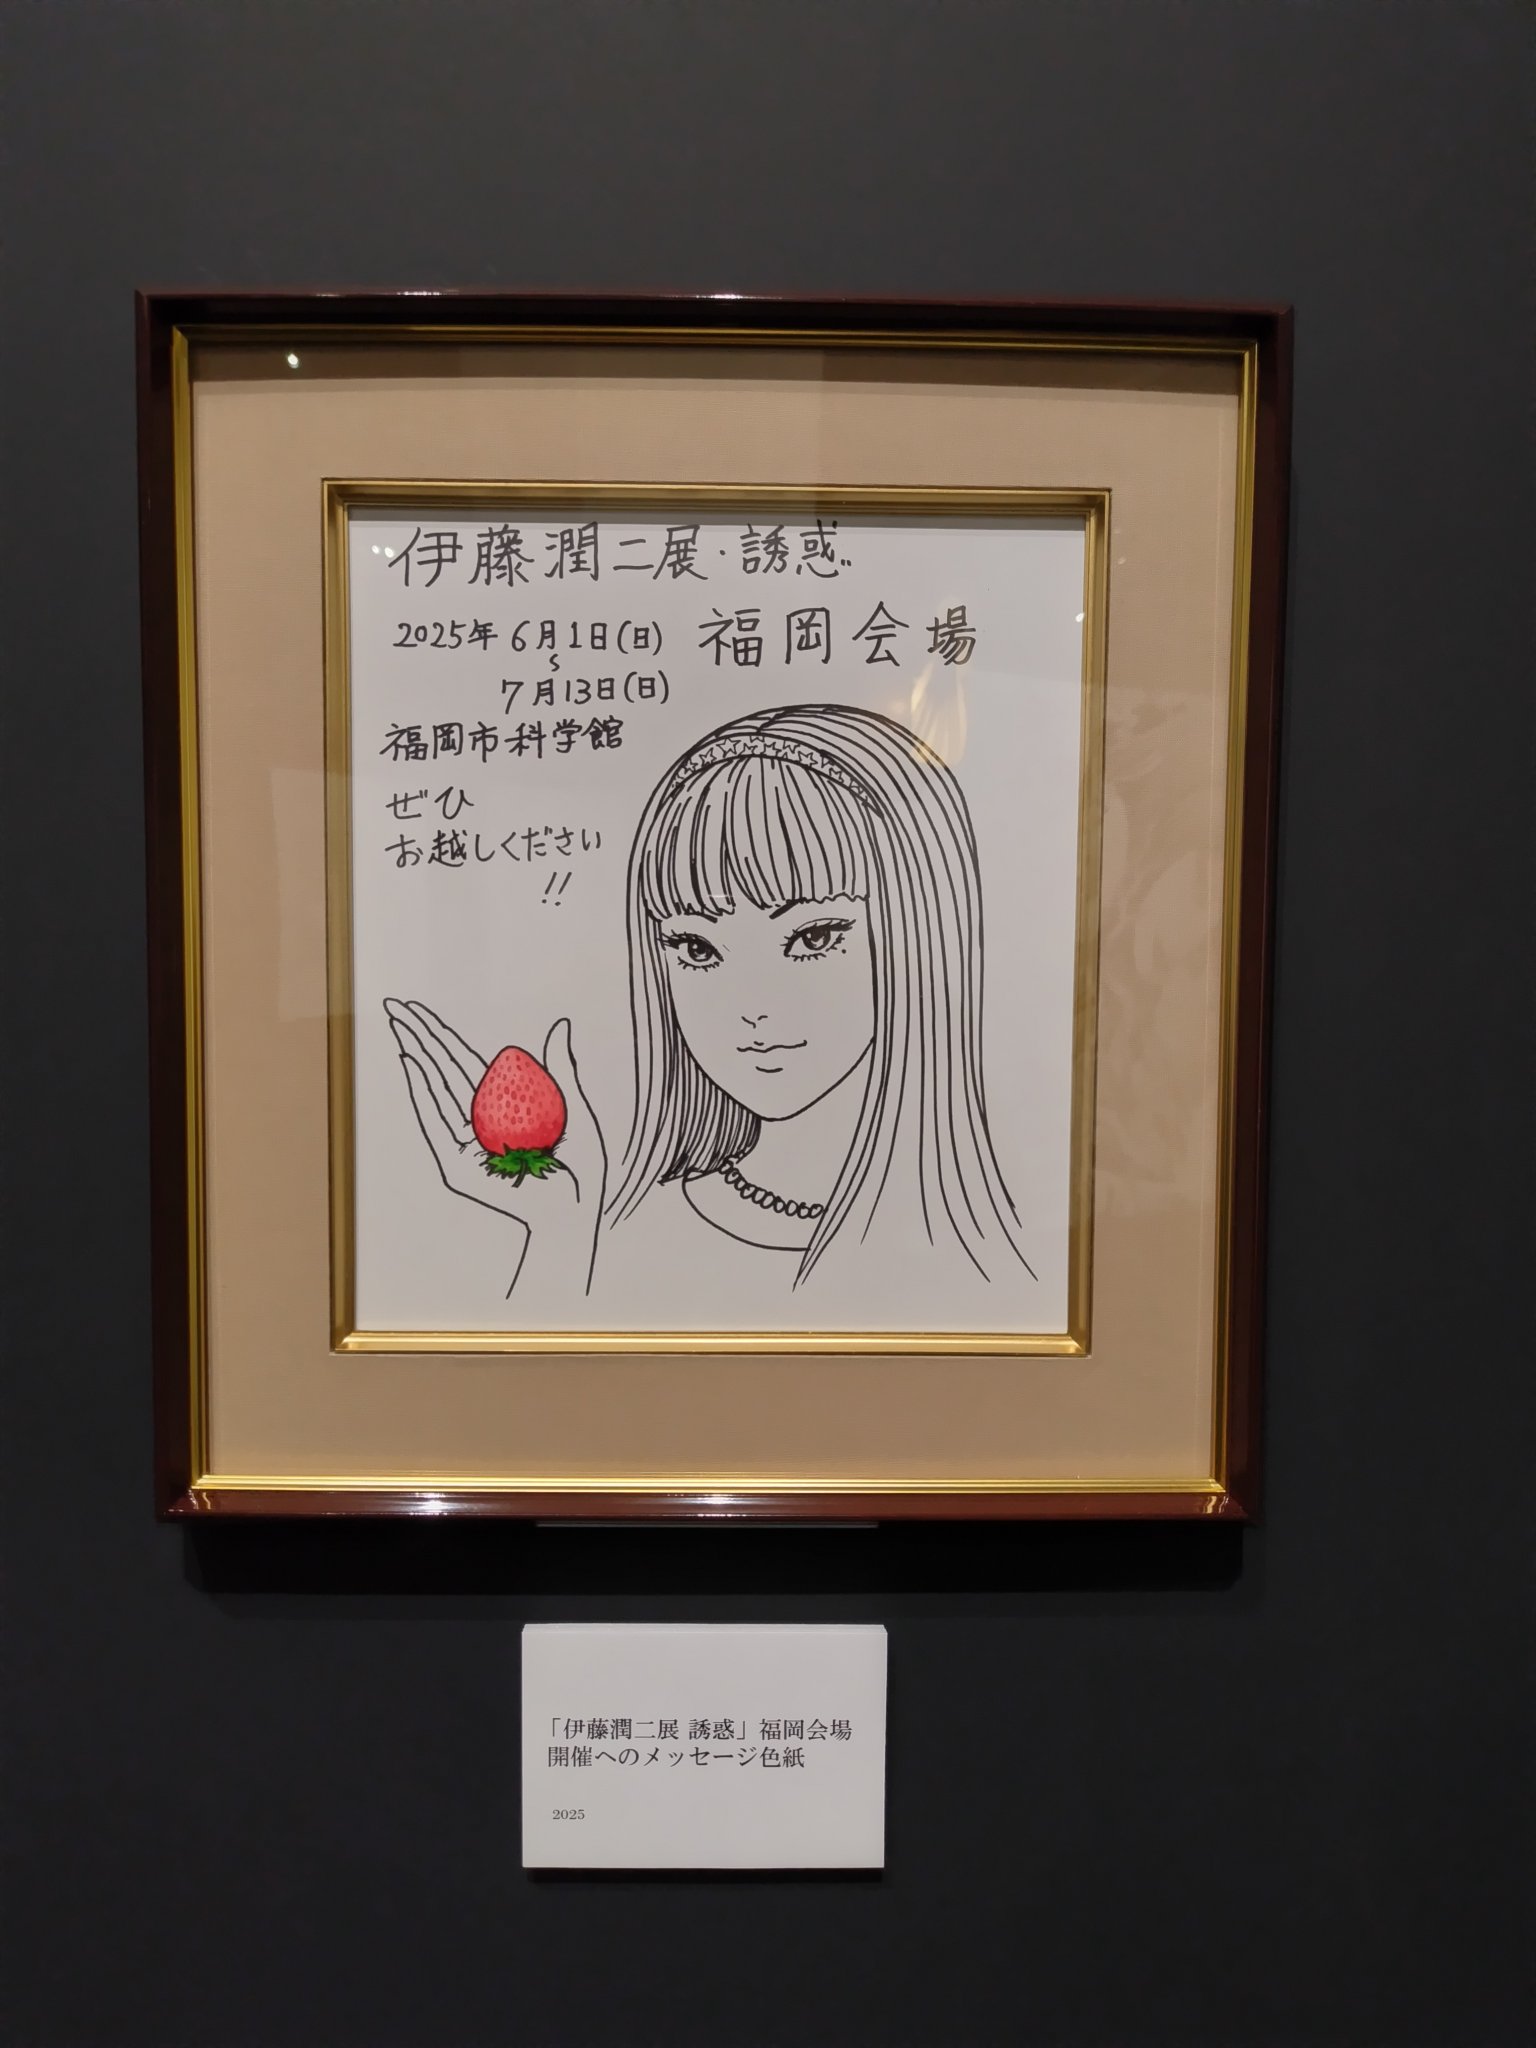 伊藤潤二展・誘惑‥
2025年 6月1日(日) 福岡会場
〜
7月13日(日)
福岡市科学館
ぜひ
お越しください
!!
「伊藤潤二展 誘惑」福岡会場
開催へのメッセージ色紙
2025